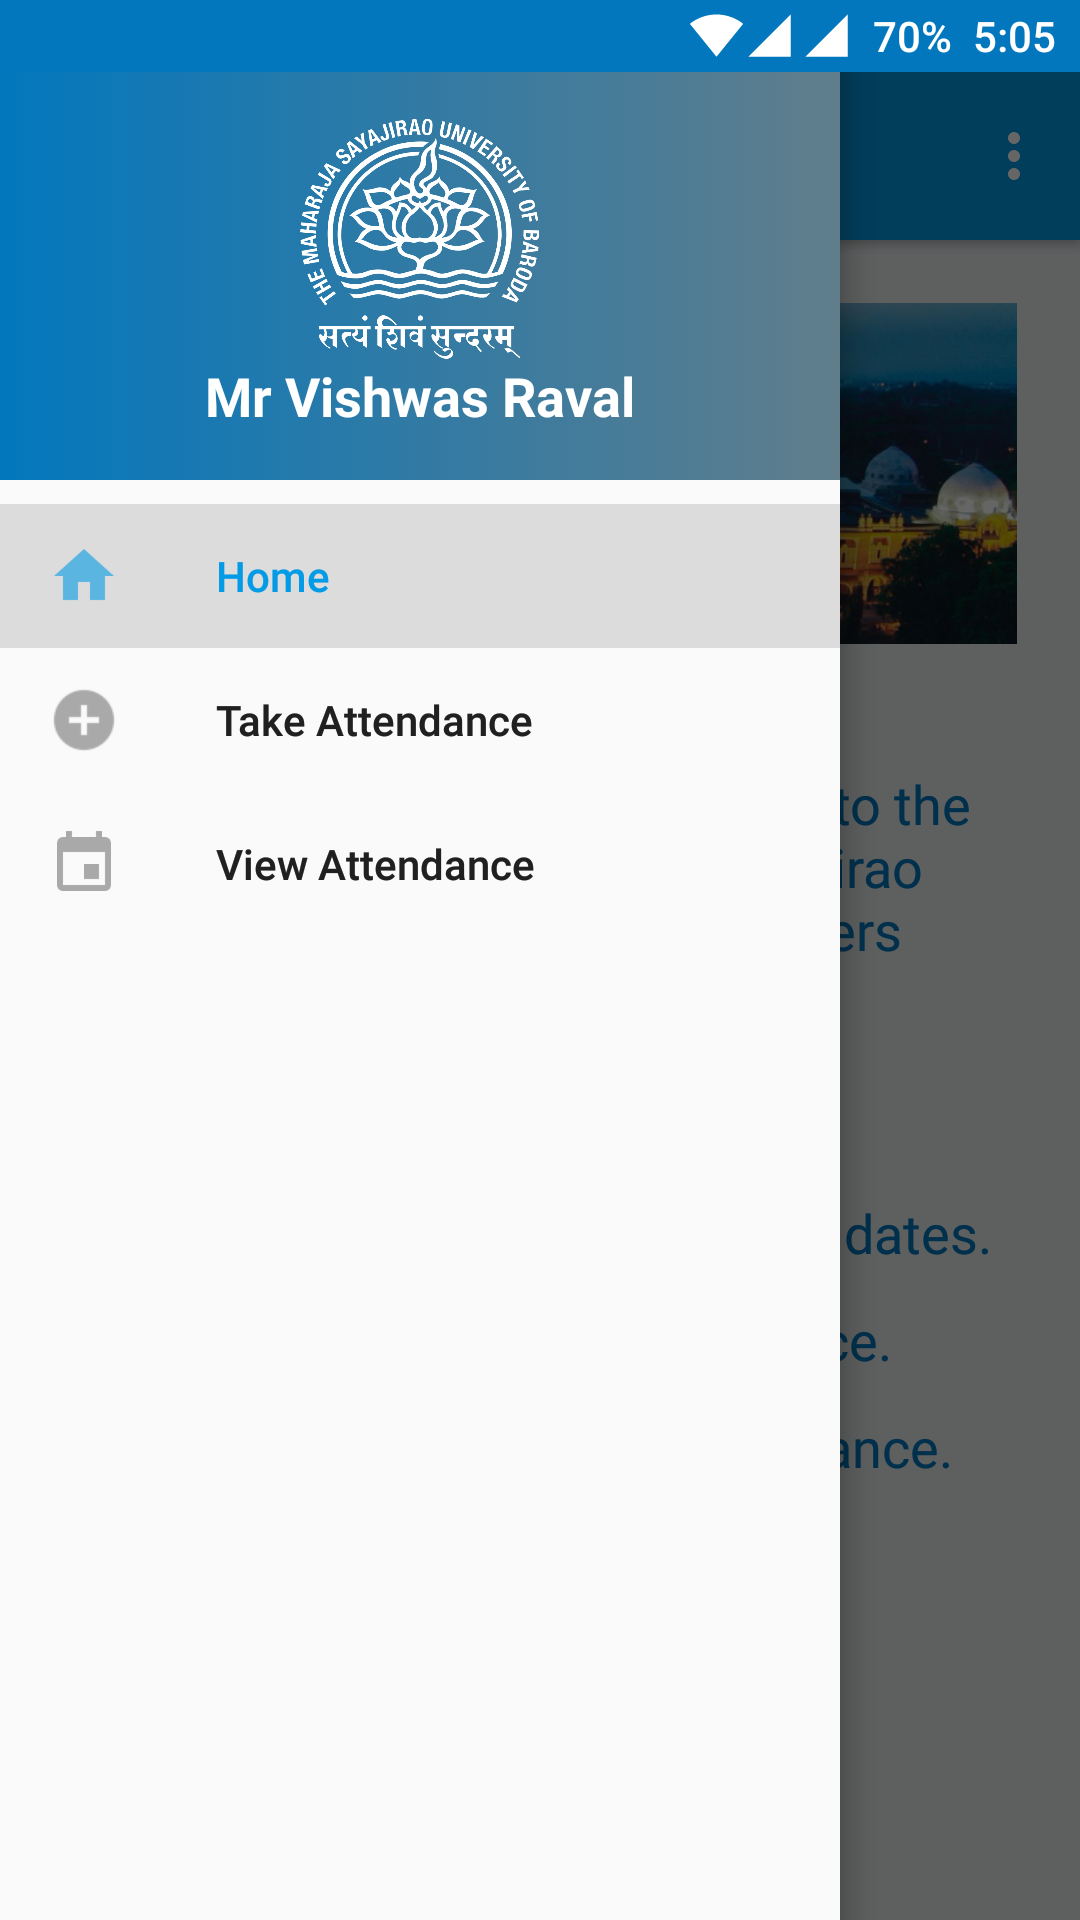 70% 5:05
THE MAHARAJA SAYAJIRAO UNIVERSITY OF BARODA
सत्यं शिवं सुन्दरम्
Mr Vishwas Raval
Home
Take Attendance
View Attendance
to the
irao
ers
dates.
ce.
ance.